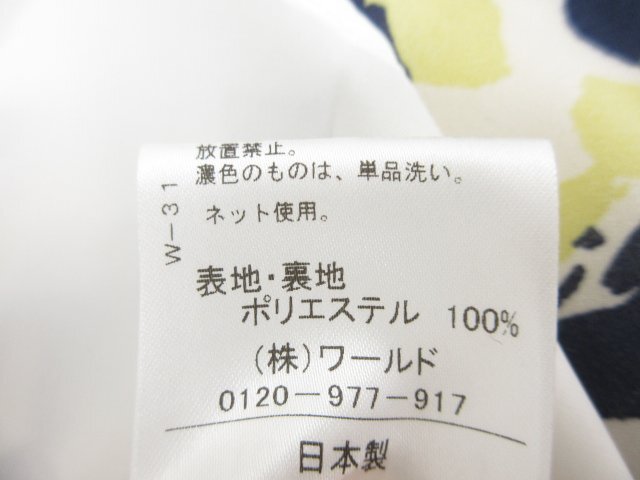 放置禁止。
濃色のものは、単品洗い。
ネット使用。
W-31
表地・裏地
ポリエステル 100%
(株)ワールド
0120-977-917
日本製